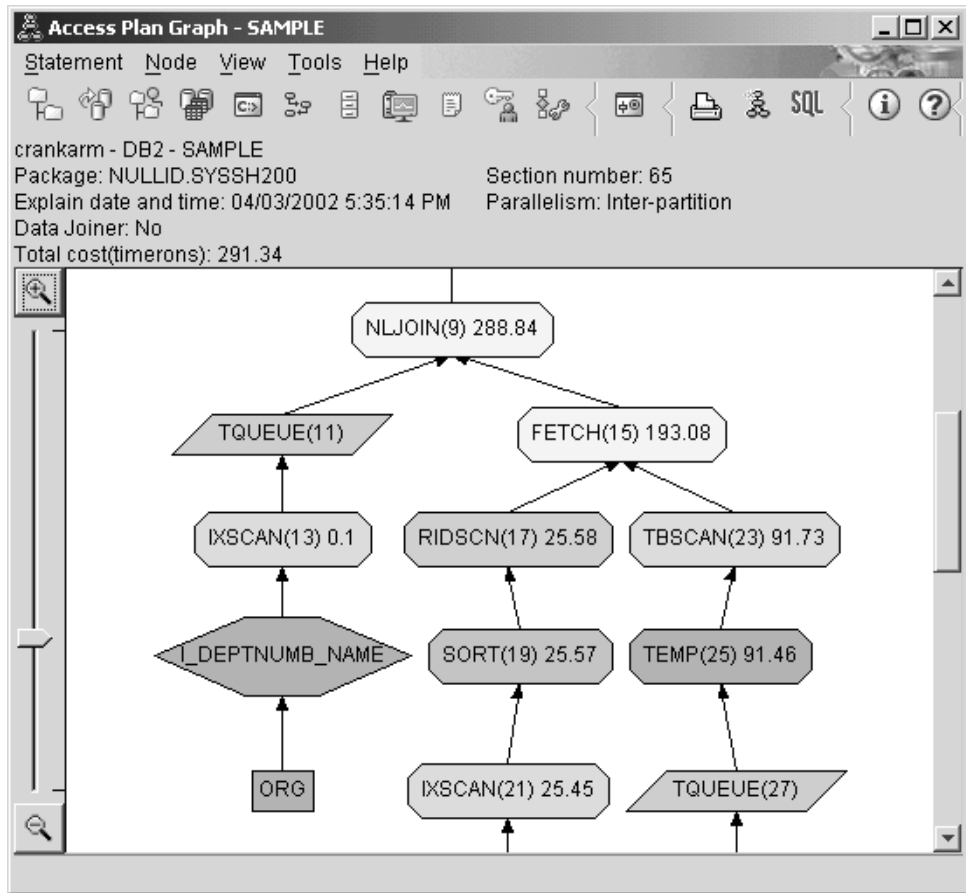 Access Plan Graph - SAMPLE
Statement Node View Tools Help
C:> SQL
crankarm - DB2 - SAMPLE
Package: NULLID.SYSSH200 Section number: 65
Explain date and time: 04/03/2002 5:35:14 PM Parallelism: Inter-partition
Data Joiner: No
Total cost(timerons): 291.34
NLJOIN(9) 288.84
TQUEUE(11) FETCH(15) 193.08
IXSCAN(13) 0.1 RIDSCN(17) 25.58 TBSCAN(23) 91.73
I_DEPTNUMB_NAME SORT(19) 25.57 TEMP(25) 91.46
ORG IXSCAN(21) 25.45 TQUEUE(27)